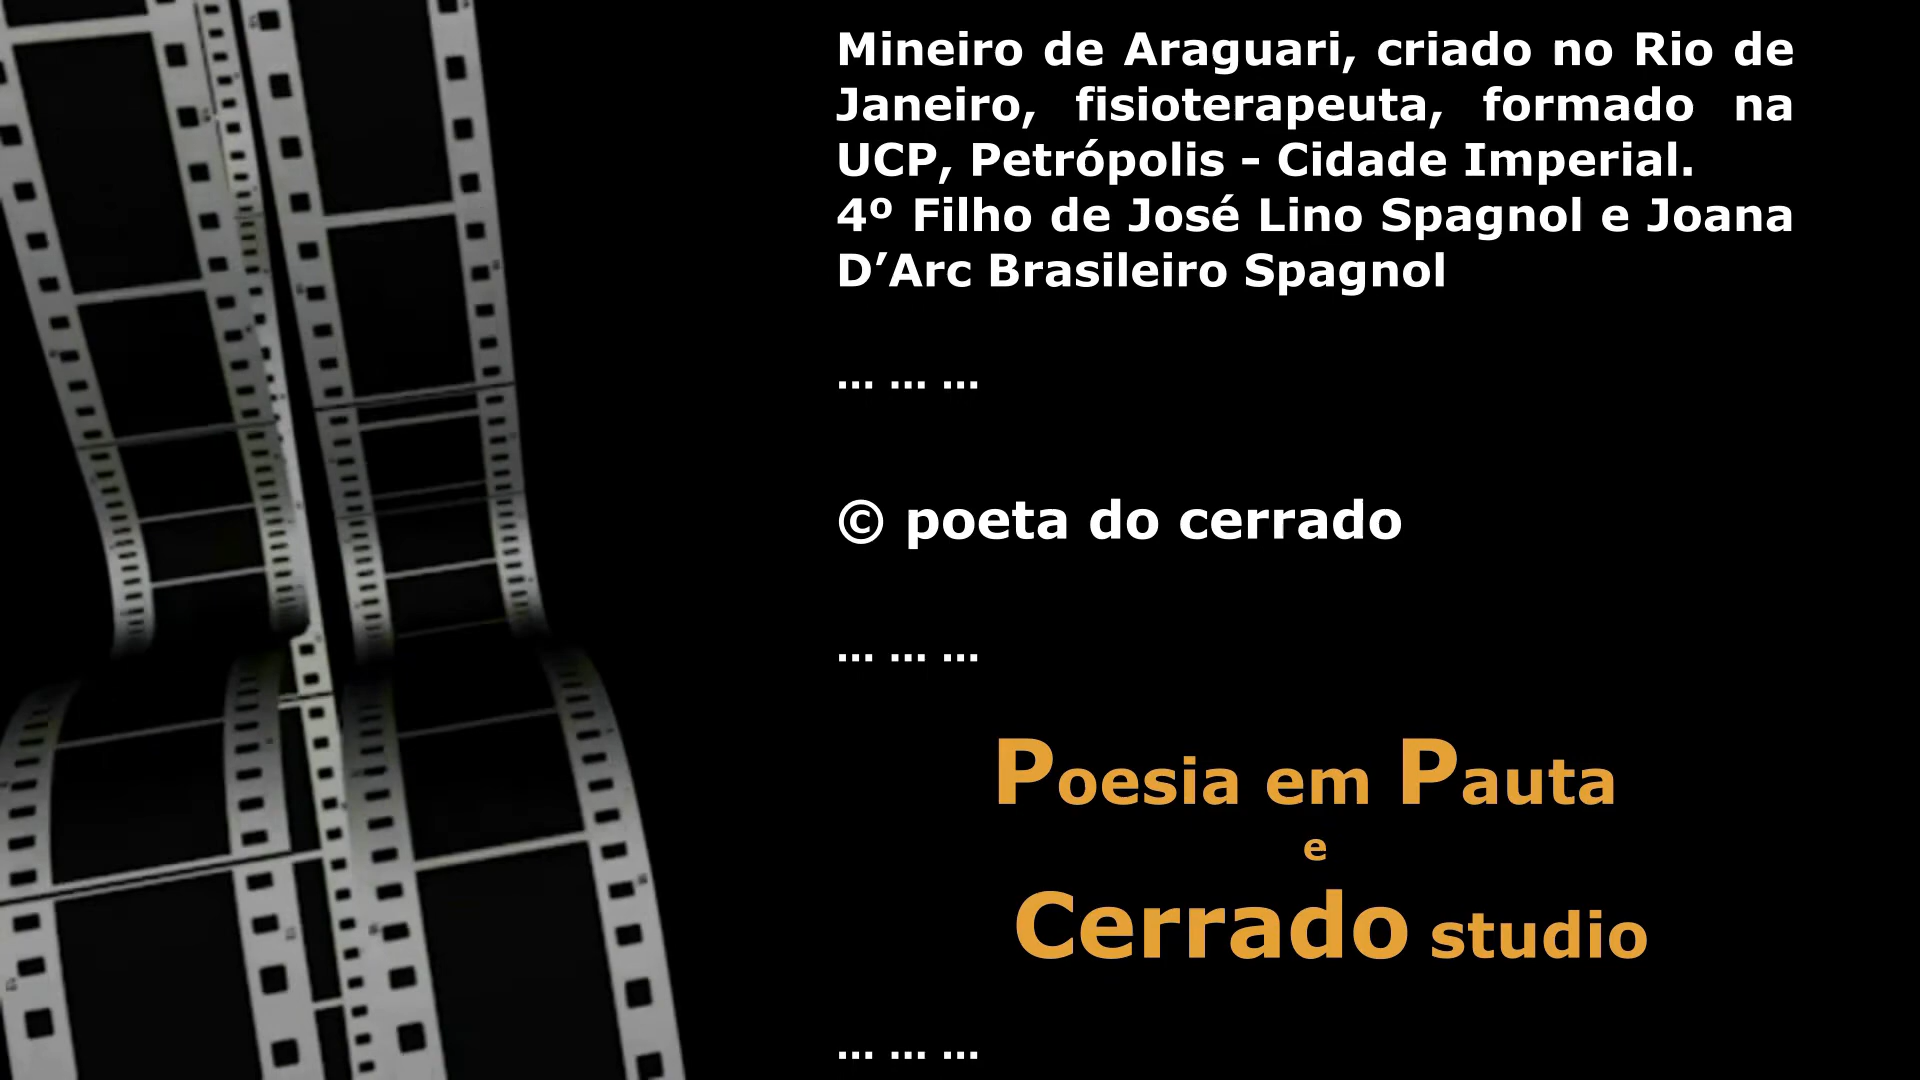 Mineiro de Araguari, criado no Rio de
Janeiro, fisioterapeuta, formado na
UCP, Petrópolis - Cidade Imperial.
4º Filho de José Lino Spagnol e Joana
D’Arc Brasileiro Spagnol
... ... ...
© poeta do cerrado
... ... ...
Poesia em Pauta
e
Cerrado studio
... ... ...